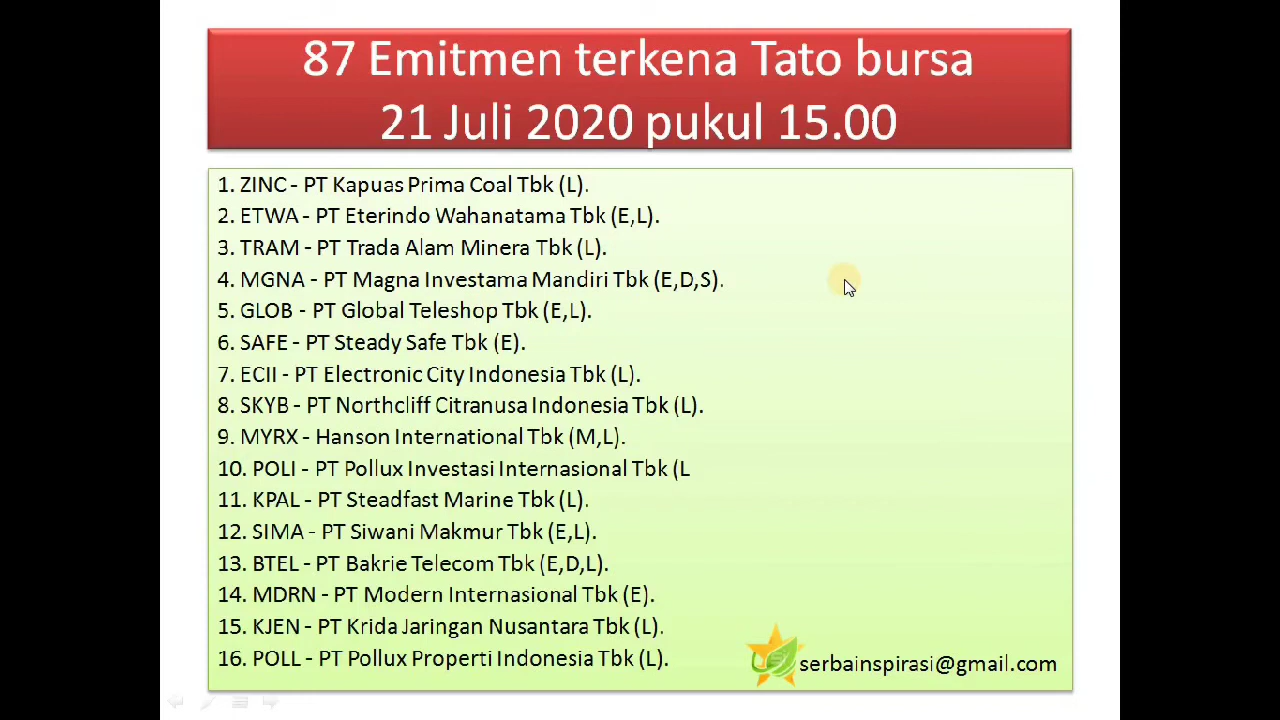 87 Emitmen terkena Tato bursa
21 Juli 2020 pukul 15.00
1. ZINC - PT Kapuas Prima Coal Tbk (L).
2. ETWA - PT Eterindo Wahanatama Tbk (E,L).
3. TRAM - PT Trada Alam Minera Tbk (L).
4. MGNA - PT Magna Investama Mandiri Tbk (E,D,S).
5. GLOB - PT Global Teleshop Tbk (E,L).
6. SAFE - PT Steady Safe Tbk (E).
7. ECII - PT Electronic City Indonesia Tbk (L).
8. SKYB - PT Northcliff Citranusa Indonesia Tbk (L).
9. MYRX - Hanson International Tbk (M,L).
10. POLI - PT Pollux Investasi Internasional Tbk (L
11. KPAL - PT Steadfast Marine Tbk (L).
12. SIMA - PT Siwani Makmur Tbk (E,L).
13. BTEL - PT Bakrie Telecom Tbk (E,D,L).
14. MDRN - PT Modern Internasional Tbk (E).
15. KJEN - PT Krida Jaringan Nusantara Tbk (L).
16. POLL - PT Pollux Properti Indonesia Tbk (L).
serbainspirasi@gmail.com